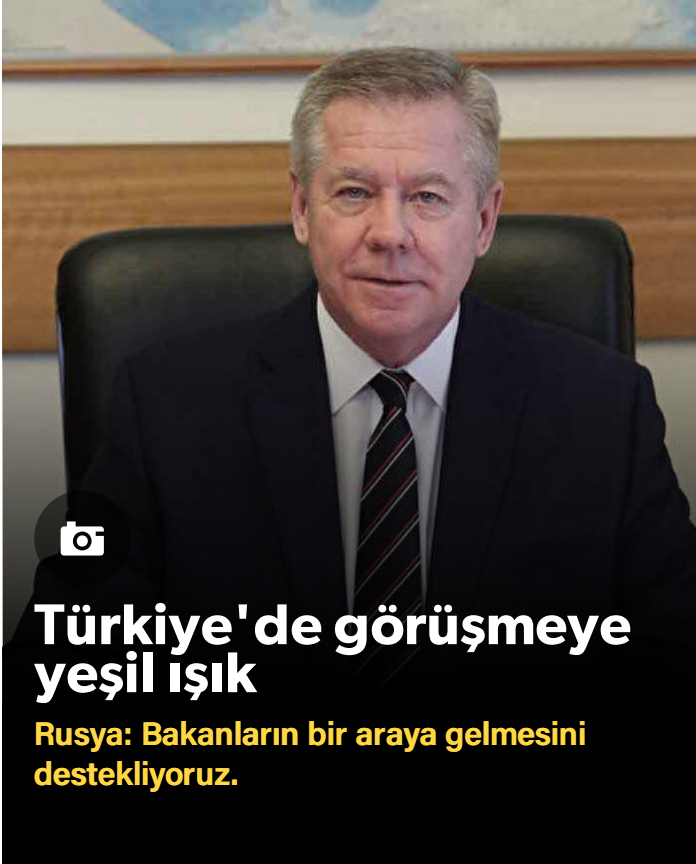 Türkiye'de görüşmeye
yeşil ışık
Rusya: Bakanların bir araya gelmesini
destekliyoruz.